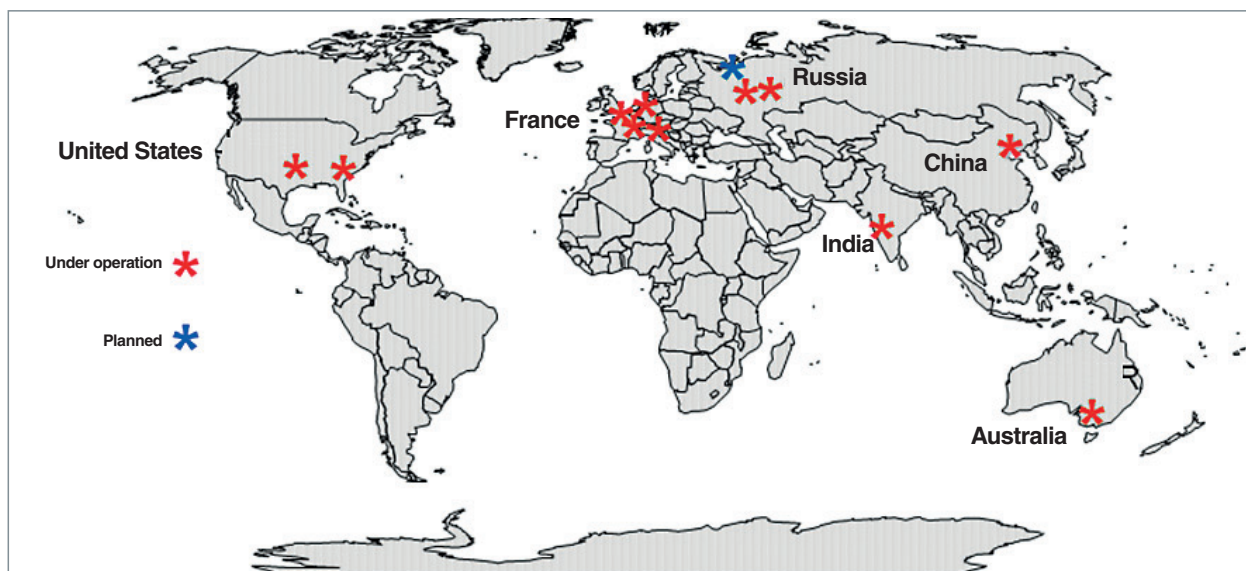 Russia
France
United States
China
India
Under operation
Planned
Australia